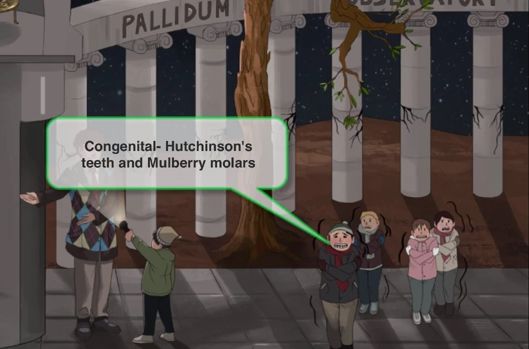 PALLIDUM
OBSERVATORY
Congenital- Hutchinson's
teeth and Mulberry molars